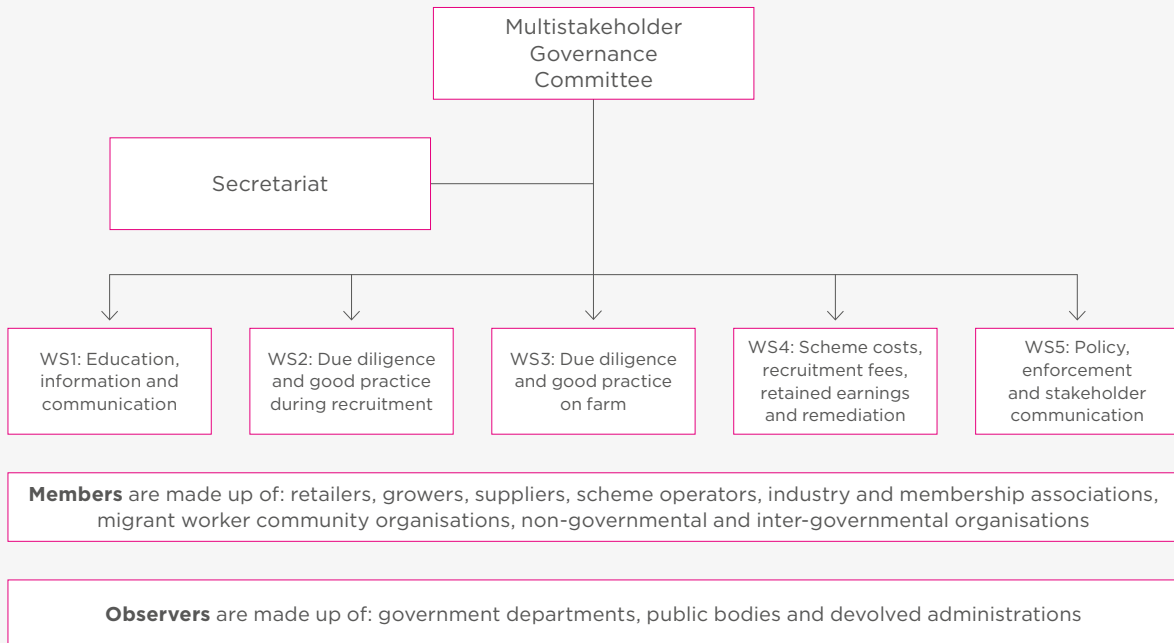 Multistakeholder
Governance
Committee
Secretariat
WS1: Education,
information and
communication
WS2: Due diligence
and good practice
during recruitment
WS3: Due diligence
and good practice
on farm
WS4: Scheme costs,
recruitment fees,
retained earnings
and remediation
WS5: Policy,
enforcement
and stakeholder
communication
Members are made up of: retailers, growers, suppliers, scheme operators, industry and membership associations,
migrant worker community organisations, non-governmental and inter-governmental organisations
Observers are made up of: government departments, public bodies and devolved administrations